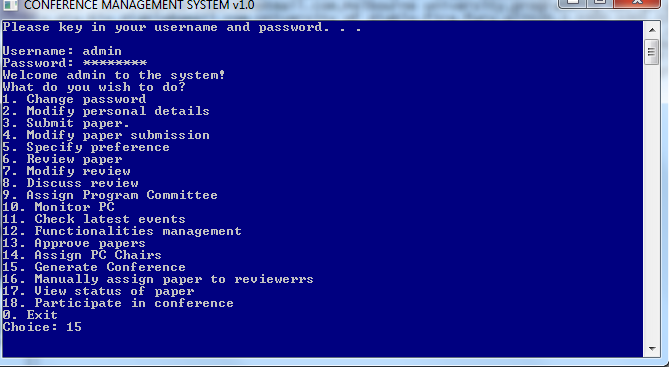 CONFERENCE MANAGEMENT SYSTEM v1.0
Please key in your username and password. . .
Username: admin
Password: ********
Welcome admin to the system!
What do you wish to do?
1. Change password
2. Modify personal details
3. Submit paper.
4. Modify paper submission
5. Specify preference
6. Review paper
7. Modify review
8. Discuss review
9. Assign Program Committee
10. Monitor PC
11. Check latest events
12. Functionalities management
13. Approve papers
14. Assign PC Chairs
15. Generate Conference
16. Manually assign paper to reviewerrs
17. View status of paper
18. Participate in conference
0. Exit
Choice: 15